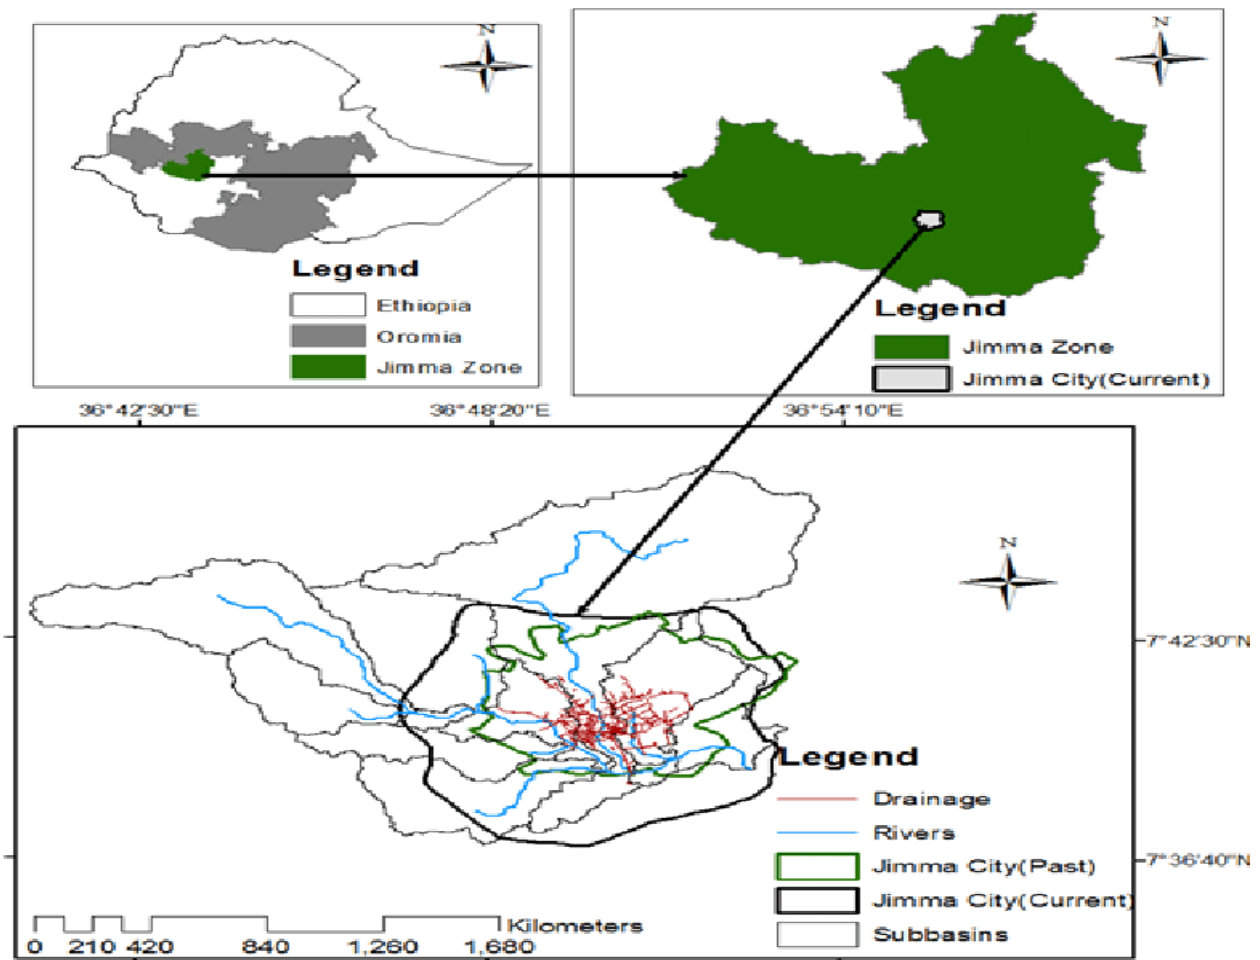 N
Legend
Ethiopia
Oromia
Jimma Zone
N
Legend
Jimma Zone
Jimma City(Current)
36°42'30"E 36°48'20"E 36°54'10"E
N
7°42'30"N
7°36'40"N
Legend
Drainage
Rivers
Jimma City(Past)
Jimma City(Current)
Subbasins
Kilometers
0 210 420 840 1,260 1,680